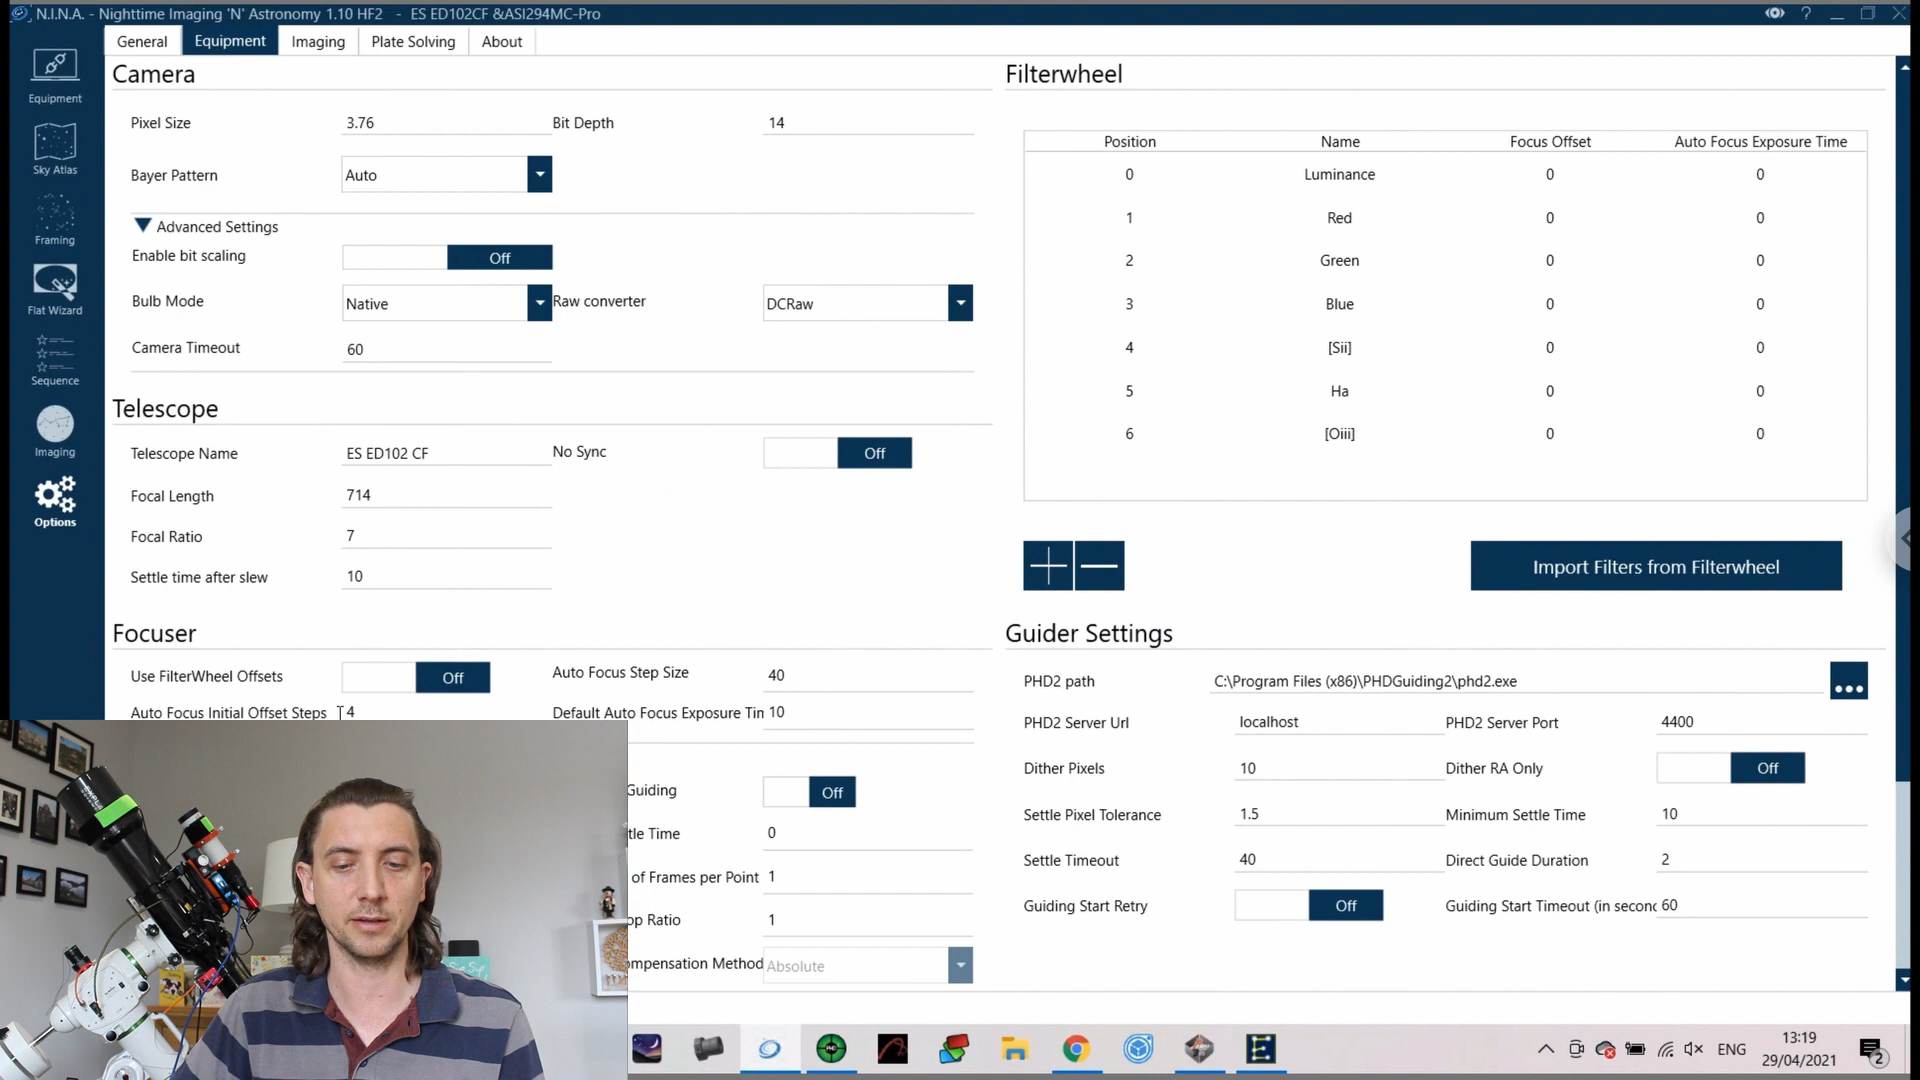 N.I.N.A. - Nighttime Imaging 'N' Astronomy 1.10 HF2 - ES ED102CF &ASI294MC-Pro
General Equipment Imaging Plate Solving About
Equipment
Sky Atlas
Framing
Flat Wizard
Sequence
Imaging
Options
Camera
Pixel Size 3.76 Bit Depth 14
Bayer Pattern Auto
Advanced Settings
Enable bit scaling Off
Bulb Mode Native Raw converter DCRaw
Camera Timeout 60
Telescope
Telescope Name ES ED102 CF No Sync Off
Focal Length 714
Focal Ratio 7
Settle time after slew 10
Focuser
Use FilterWheel Offsets Off Auto Focus Step Size 40
Auto Focus Initial Offset Steps 4 Default Auto Focus Exposure Tin 10
Guiding Off
tle Time 0
of Frames per Point 1
op Ratio 1
ompensation Method Absolute
Filterwheel
Position Name Focus Offset Auto Focus Exposure Time
0 Luminance 0 0
1 Red 0 0
2 Green 0 0
3 Blue 0 0
4 [Sii] 0 0
5 Ha 0 0
6 [Oiii] 0 0
Import Filters from Filterwheel
Guider Settings
PHD2 path C:\Program Files (x86)\PHDGuiding2\phd2.exe
PHD2 Server Url localhost PHD2 Server Port 4400
Dither Pixels 10 Dither RA Only Off
Settle Pixel Tolerance 1.5 Minimum Settle Time 10
Settle Timeout 40 Direct Guide Duration 2
Guiding Start Retry Off Guiding Start Timeout (in secon 60
ENG
13:19
29/04/2021
2